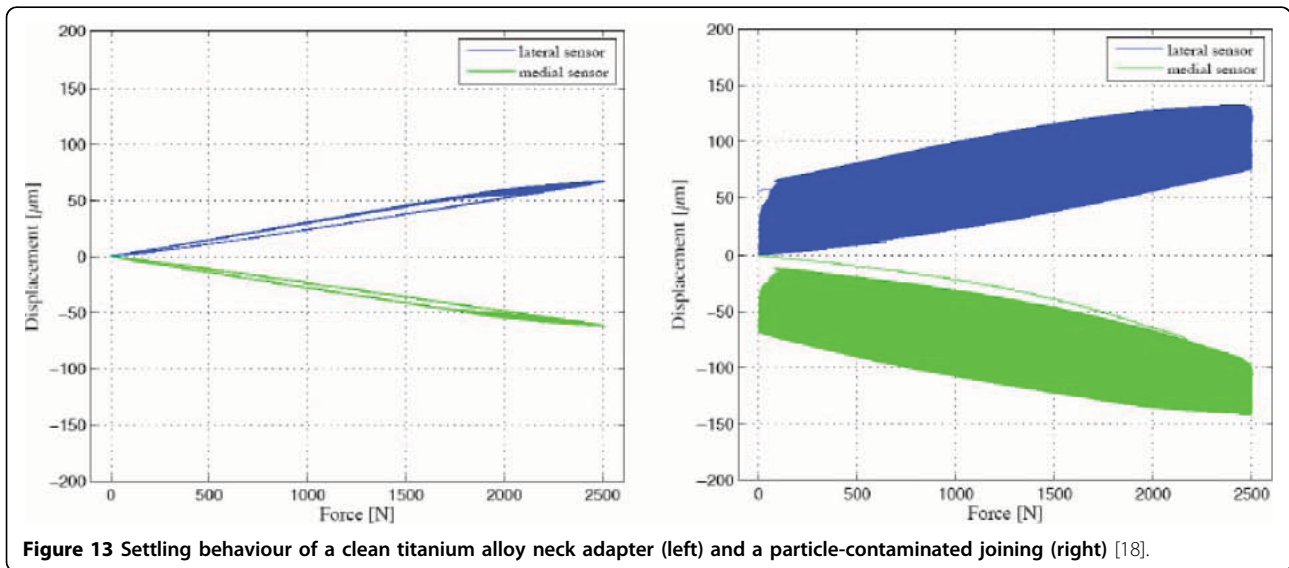 200
150
100
50
0
−50
−100
−150
−200
Displacement [μm]
lateral sensor
medial sensor
0 500 1000 1500 2000 2500
Force [N]
200
150
100
50
0
−50
−100
−150
−200
Displacement [μm]
lateral sensor
medial sensor
0 500 1000 1500 2000 2500
Force [N]
Figure 13 Settling behaviour of a clean titanium alloy neck adapter (left) and a particle-contaminated joining (right) [18].